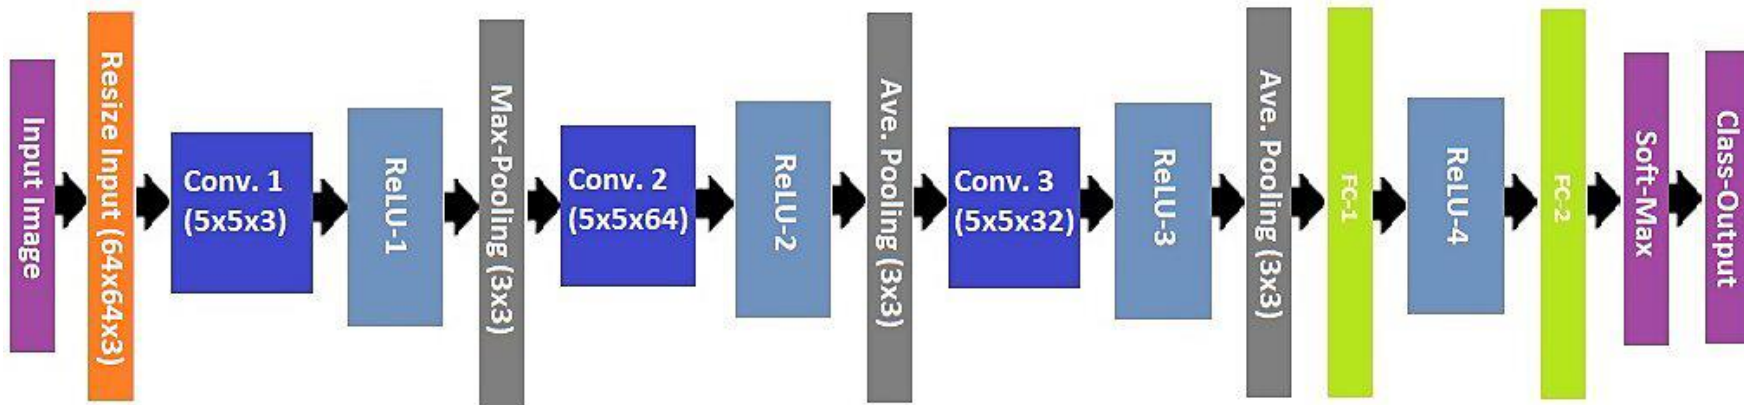 Input Image
Resize Input (64x64x3)
Conv. 1
(5x5x3)
ReLU-1
Max-Pooling (3x3)
Conv. 2
(5x5x64)
ReLU-2
Ave. Pooling (3x3)
Conv. 3
(5x5x32)
ReLU-3
Ave. Pooling (3x3)
FC-1
ReLU-4
FC-2
Soft-Max
Class-Output